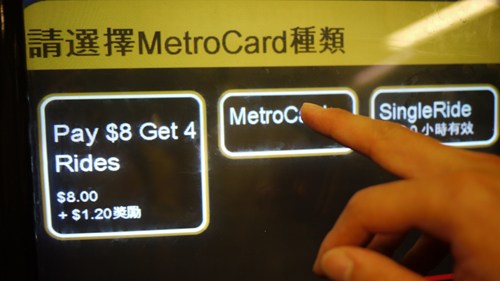 請選擇MetroCard種類
Pay $8 Get 4
Rides
$8.00
+ $1.20獎勵
SingleRide
小時有效